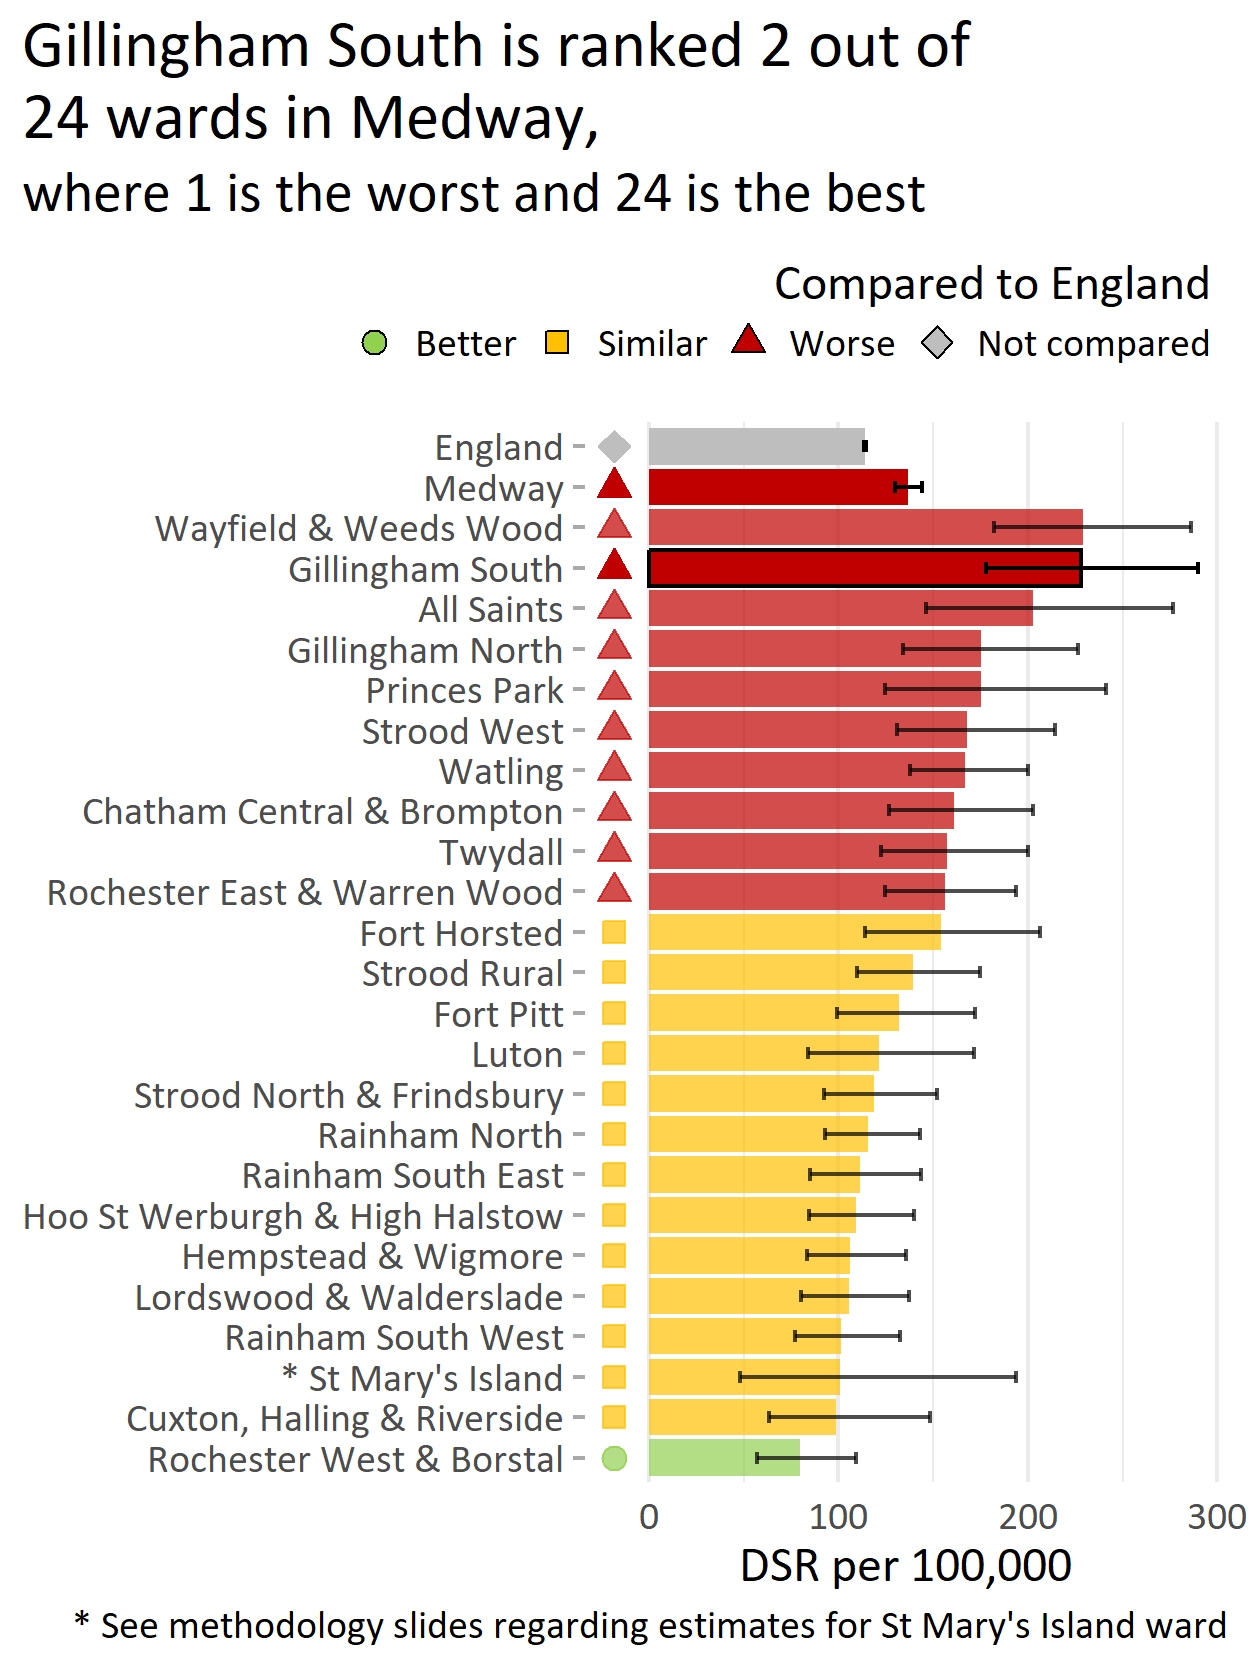 Gillingham South is ranked 2 out of
24 wards in Medway,
where 1 is the worst and 24 is the best
Compared to England
Better Similar Worse Not compared
England
Medway
Wayfield & Weeds Wood
Gillingham South
All Saints
Gillingham North
Princes Park
Strood West
Watling
Chatham Central & Brompton
Twydall
Rochester East & Warren Wood
Fort Horsted
Strood Rural
Fort Pitt
Luton
Strood North & Frindsbury
Rainham North
Rainham South East
Hoo St Werburgh & High Halstow
Hempstead & Wigmore
Lordswood & Walderslade
Rainham South West
* St Mary's Island
Cuxton, Halling & Riverside
Rochester West & Borstal
0 100 200 300
DSR per 100,000
* See methodology slides regarding estimates for St Mary's Island ward